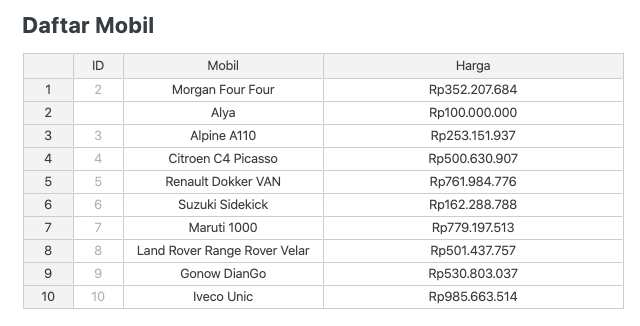 Daftar Mobil
ID Mobil Harga
1 2 Morgan Four Four Rp352.207.684
2 Alya Rp100.000.000
3 3 Alpine A110 Rp253.151.937
4 4 Citroen C4 Picasso Rp500.630.907
5 5 Renault Dokker VAN Rp761.984.776
6 6 Suzuki Sidekick Rp162.288.788
7 7 Maruti 1000 Rp779.197.513
8 8 Land Rover Range Rover Velar Rp501.437.757
9 9 Gonow DianGo Rp530.803.037
10 10 Iveco Unic Rp985.663.514